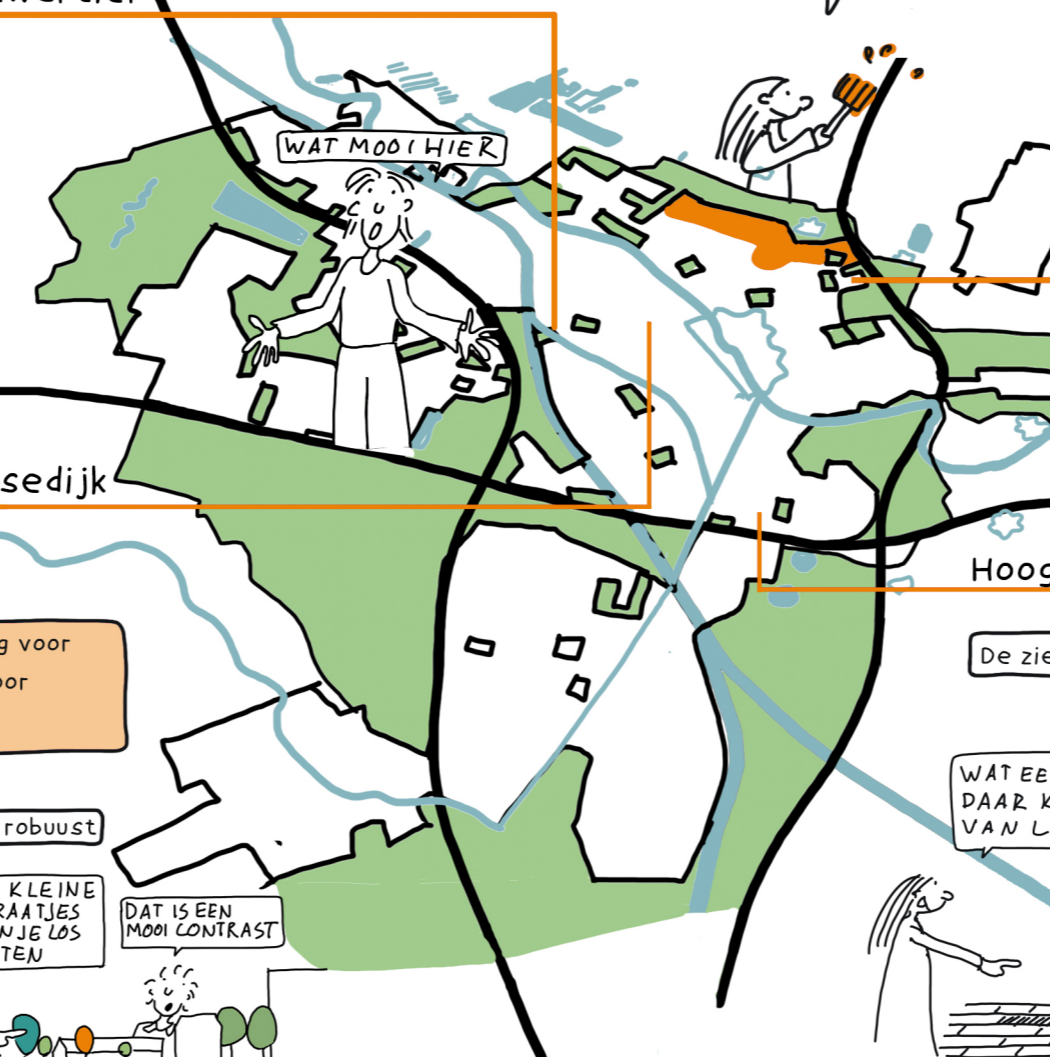 WAT MOOI HIER
sedijk
Hoog
g voor
oor
De zie
WAT EE
DAAR K
VAN L
robuust
KLEINE
RAATJES
NJE LOS
TEN
DAT IS EEN
MOOI CONTRAST